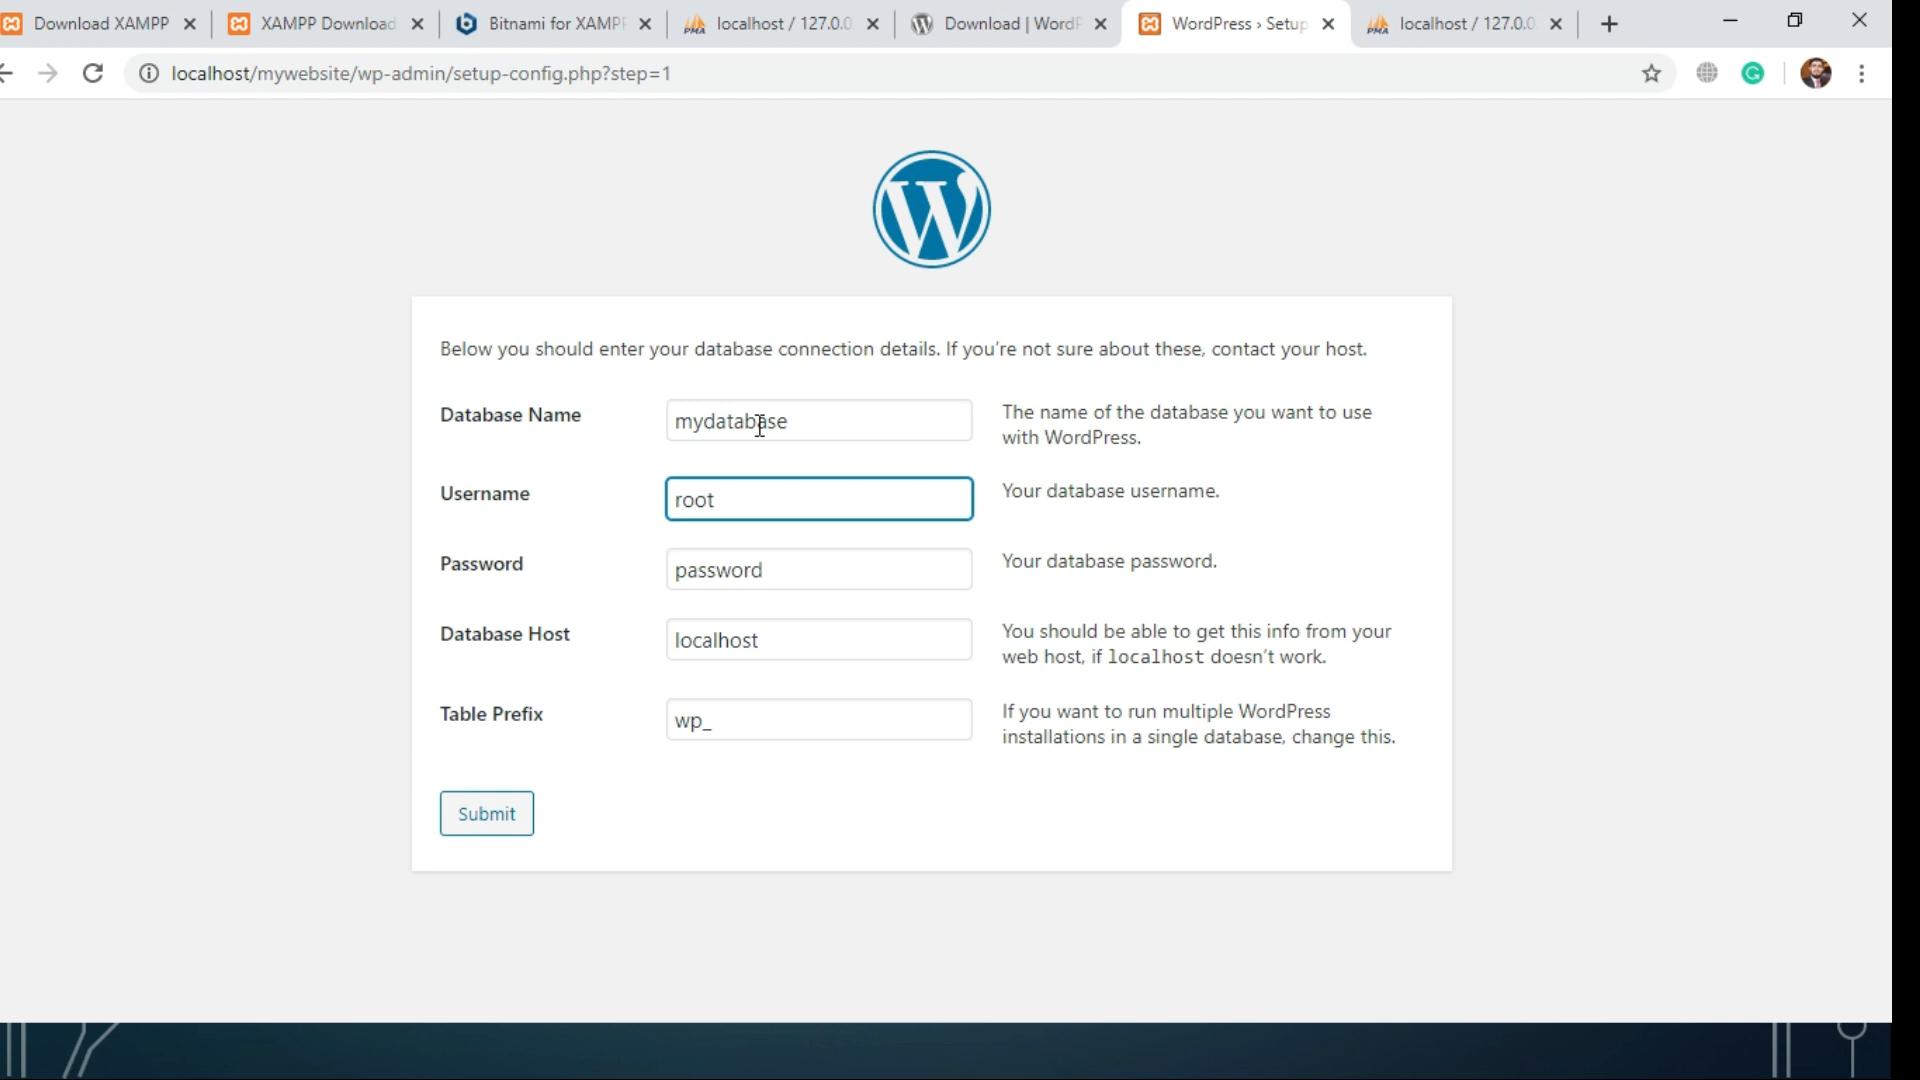 Download XAMPP
XAMPP Download
Bitnami for XAMPP
localhost / 127.0.0
Download | WordP
WordPress › Setup
localhost / 127.0.0
localhost/mywebsite/wp-admin/setup-config.php?step=1
Below you should enter your database connection details. If you’re not sure about these, contact your host.
Database Name
mydatabase
The name of the database you want to use
with WordPress.
Username
root
Your database username.
Password
password
Your database password.
Database Host
localhost
You should be able to get this info from your
web host, if localhost doesn’t work.
Table Prefix
wp_
If you want to run multiple WordPress
installations in a single database, change this.
Submit